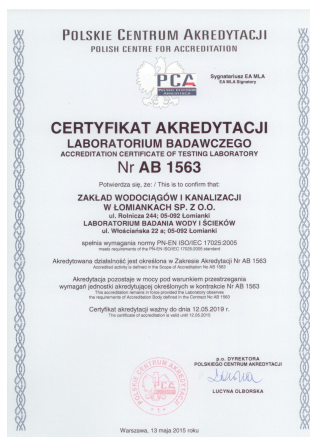 POLSKIE CENTRUM AKREDYTACJI
POLISH CENTRE FOR ACCREDITATION
PCA
POLSKIE CENTRUM
AKREDYTACJI
Sygnatariusz EA MLA
EA MLA Signatory
CERTYFIKAT AKREDYTACJI
LABORATORIUM BADAWCZEGO
ACCREDITATION CERTIFICATE OF TESTING LABORATORY
Nr AB 1563
Potwierdza się, że: / This is to confirm that:
ZAKŁAD WODOCIĄGÓW I KANALIZACJI
W ŁOMIANKACH SP. Z O.O.
ul. Rolnicza 244; 05-092 Łomianki
LABORATORIUM BADANIA WODY I ŚCIEKÓW
ul. Włościańska 22 a; 05-092 Łomianki
spełnia wymagania normy PN-EN ISO/IEC 17025:2005
meets requirements of the PN-EN ISO/IEC 17025:2005 standard
Akredytowana działalność jest określona w Zakresie Akredytacji Nr AB 1563
Accredited activity is defined in the Scope of Accreditation No AB 1563
Akredytacja pozostaje w mocy pod warunkiem przestrzegania
wymagań jednostki akredytującej określonych w kontrakcie Nr AB 1563
This accreditation remains in force provided the Laboratory observes
the requirements of Accreditation Body defined in the Contract No AB 1563
Certyfikat akredytacji ważny do dnia 12.05.2019 r.
The certificate of accreditation is valid until 12.05.2019
p.o. DYREKTORA
POLSKIEGO CENTRUM AKREDYTACJI
LUCYNA OLBORSKA
CENTRUM AKREDYTACJI
PCA
Warszawa, 13 maja 2015 roku